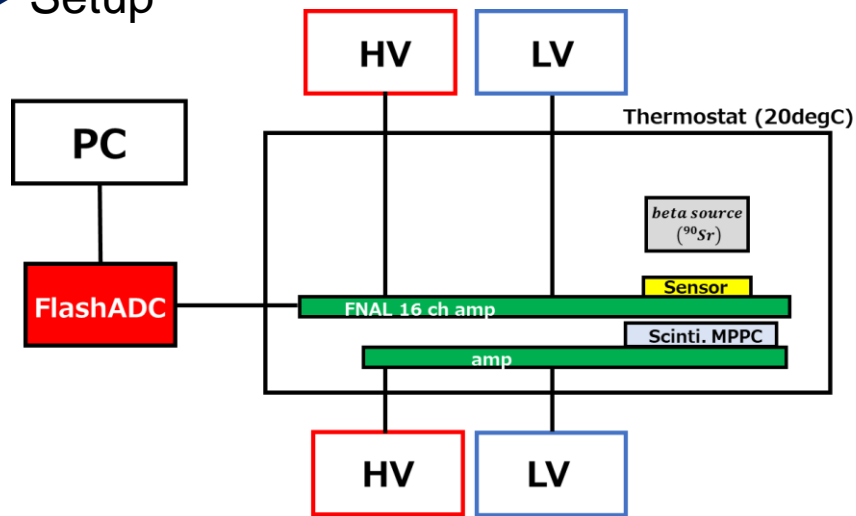 Setup
HV
LV
Thermostat (20degC)
PC
beta source
(⁹⁰Sr)
Sensor
FlashADC
FNAL 16 ch amp
Scinti. MPPC
amp
HV
LV